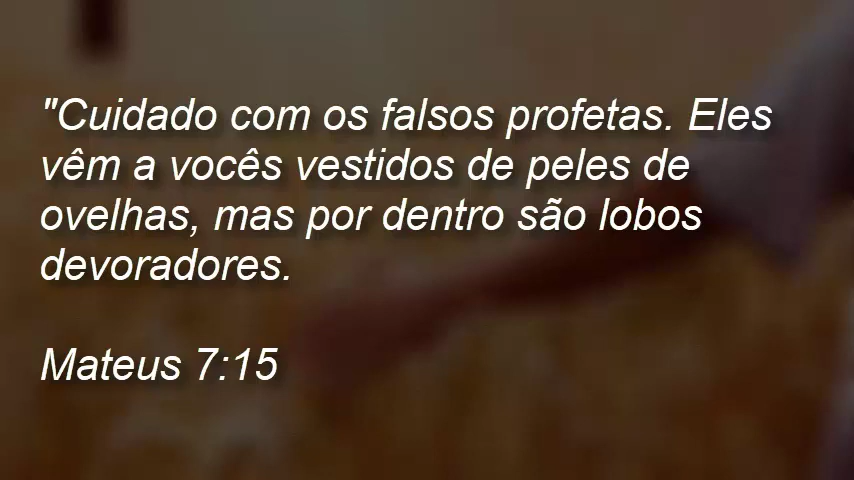 "Cuidado com os falsos profetas. Eles
vêm a vocês vestidos de peles de
ovelhas, mas por dentro são lobos
devoradores.
Mateus 7:15